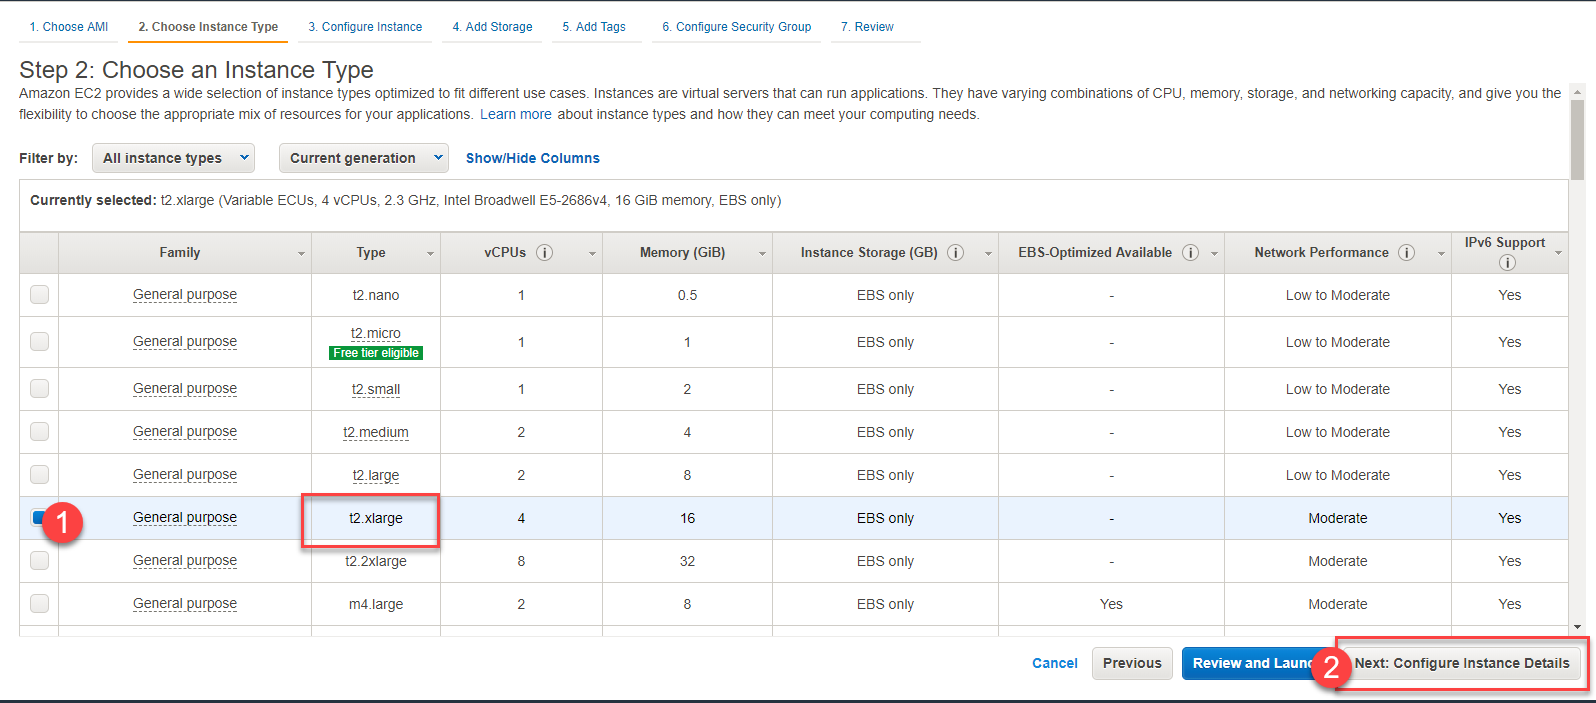 1. Choose AMI 2. Choose Instance Type 3. Configure Instance 4. Add Storage 5. Add Tags 6. Configure Security Group 7. Review
Step 2: Choose an Instance Type
Amazon EC2 provides a wide selection of instance types optimized to fit different use cases. Instances are virtual servers that can run applications. They have varying combinations of CPU, memory, storage, and networking capacity, and give you the
flexibility to choose the appropriate mix of resources for your applications. Learn more about instance types and how they can meet your computing needs.
Filter by: All instance types Current generation Show/Hide Columns
Currently selected: t2.xlarge (Variable ECUs, 4 vCPUs, 2.3 GHz, Intel Broadwell E5-2686v4, 16 GiB memory, EBS only)
Family Type vCPUs i Memory (GiB) Instance Storage (GB) i EBS-Optimized Available i Network Performance i IPv6 Support i
General purpose t2.nano 1 0.5 EBS only - Low to Moderate Yes
General purpose t2.micro Free tier eligible 1 1 EBS only - Low to Moderate Yes
General purpose t2.small 1 2 EBS only - Low to Moderate Yes
General purpose t2.medium 2 4 EBS only - Low to Moderate Yes
General purpose t2.large 2 8 EBS only - Low to Moderate Yes
1 General purpose t2.xlarge 4 16 EBS only - Moderate Yes
General purpose t2.2xlarge 8 32 EBS only - Moderate Yes
General purpose m4.large 2 8 EBS only Yes Moderate Yes
Cancel Previous Review and Laun 2 Next: Configure Instance Details